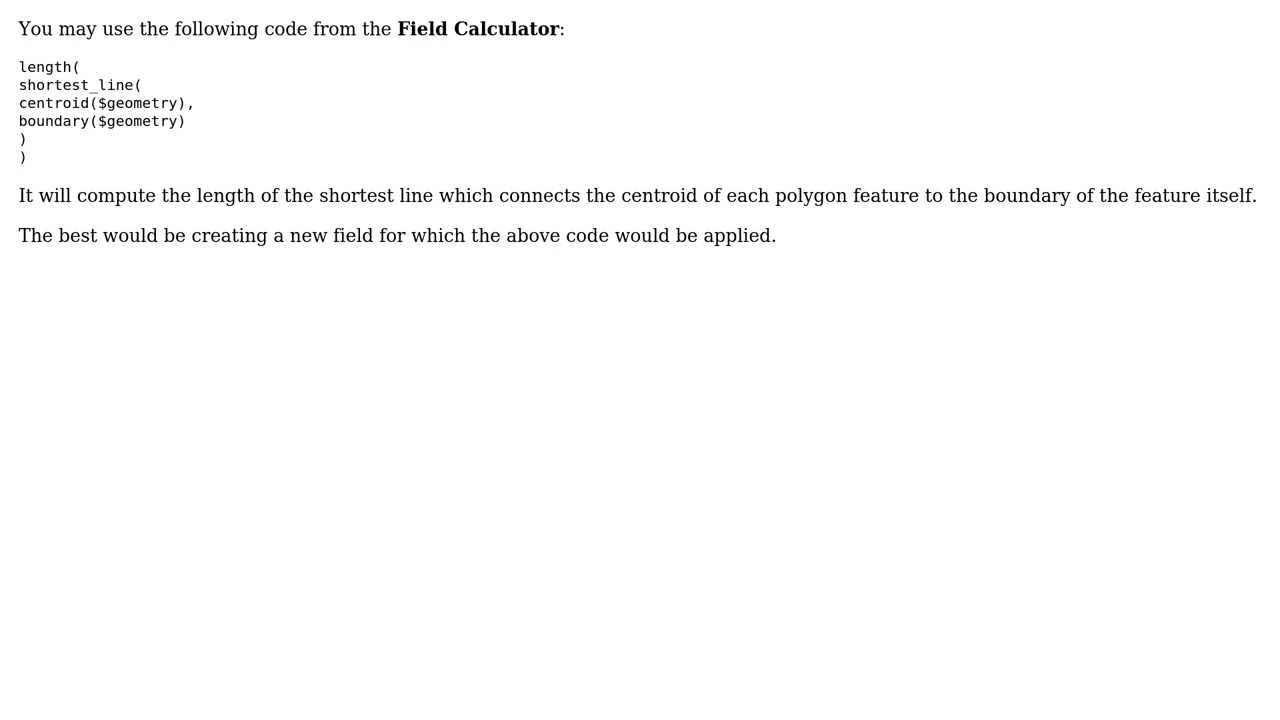 You may use the following code from the Field Calculator:
length(
shortest_line(
centroid($geometry),
boundary($geometry)
)
)
It will compute the length of the shortest line which connects the centroid of each polygon feature to the boundary of the feature itself.
The best would be creating a new field for which the above code would be applied.